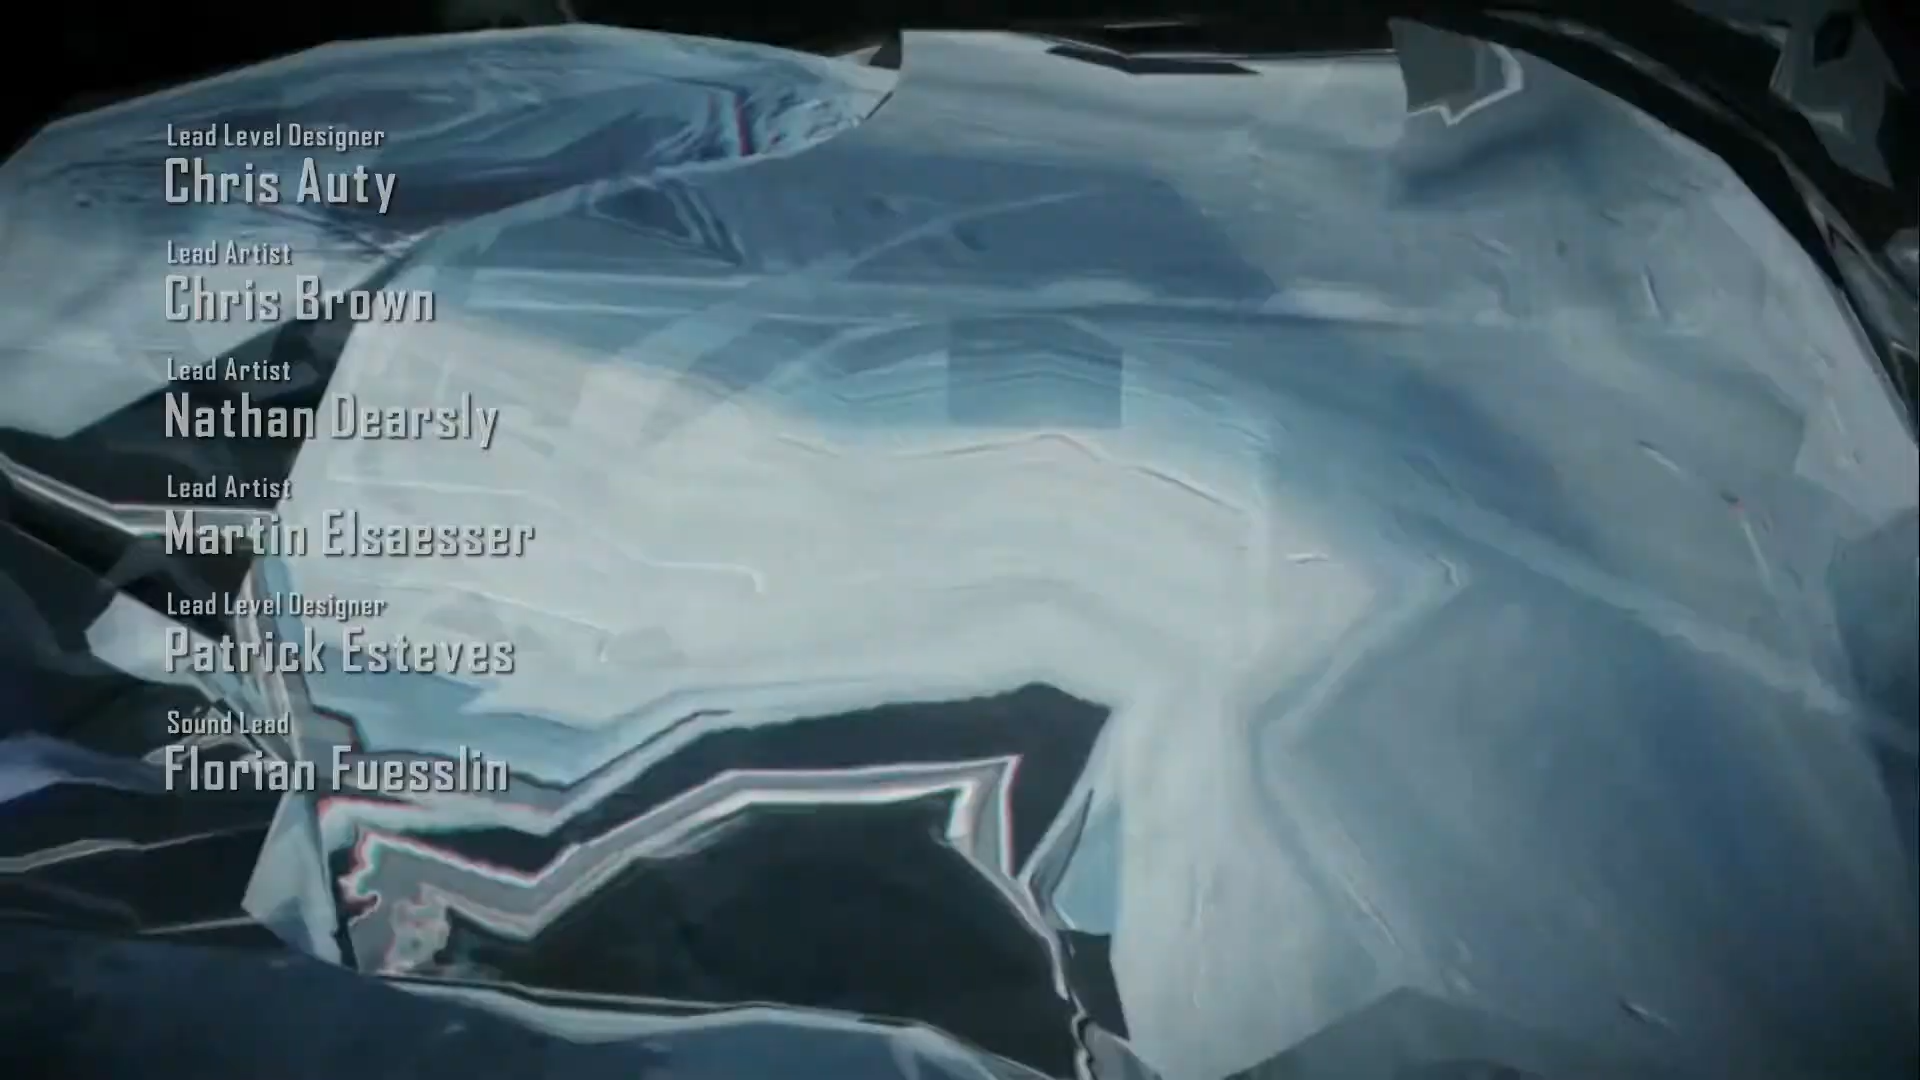 Lead Level Designer
Chris Auty
Lead Artist
Chris Brown
Lead Artist
Nathan Dearsly
Lead Artist
Martin Elsaesser
Lead Level Designer
Patrick Esteves
Sound Lead
Florian Fuesslin